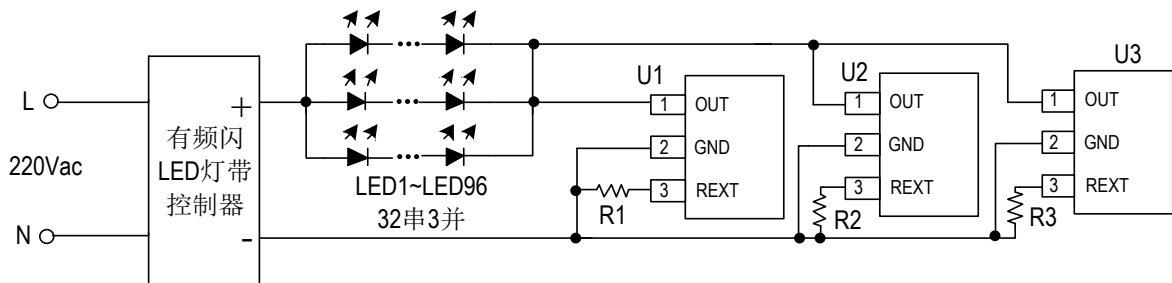 L
220Vac
N
+
有频闪
LED灯带
控制器
-
LED1~LED96
32串3并
U1
1 OUT
2 GND
3 REXT
R1
U2
1 OUT
2 GND
3 REXT
R2
U3
1 OUT
2 GND
3 REXT
R3